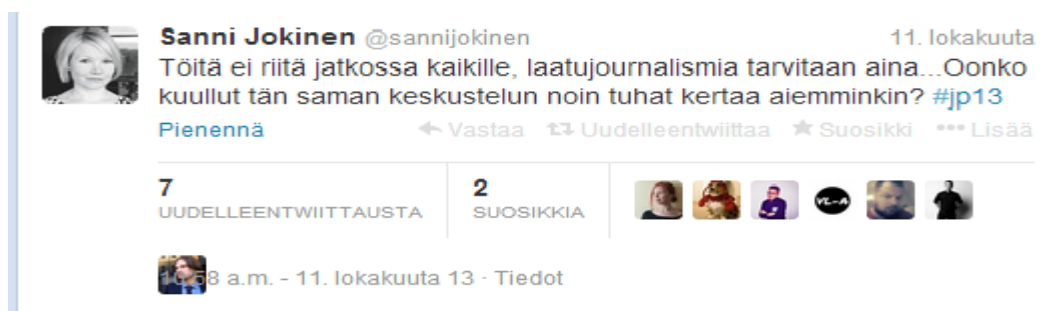 Sanni Jokinen @sannijokinen 11. lokakuuta
Töitä ei riitä jatkossa kaikille, laatujournalismia tarvitaan aina...Oonko
kuullut tän saman keskustelun noin tuhat kertaa aiemminkin? #jp13
Pienennä Vastaa Uudelleentwiittaa Suosikki Lisää
7 2
UUDELLEENTWIITTAUSTA SUOSIKKIA
VL-A
8 a.m. - 11. lokakuuta 13 · Tiedot